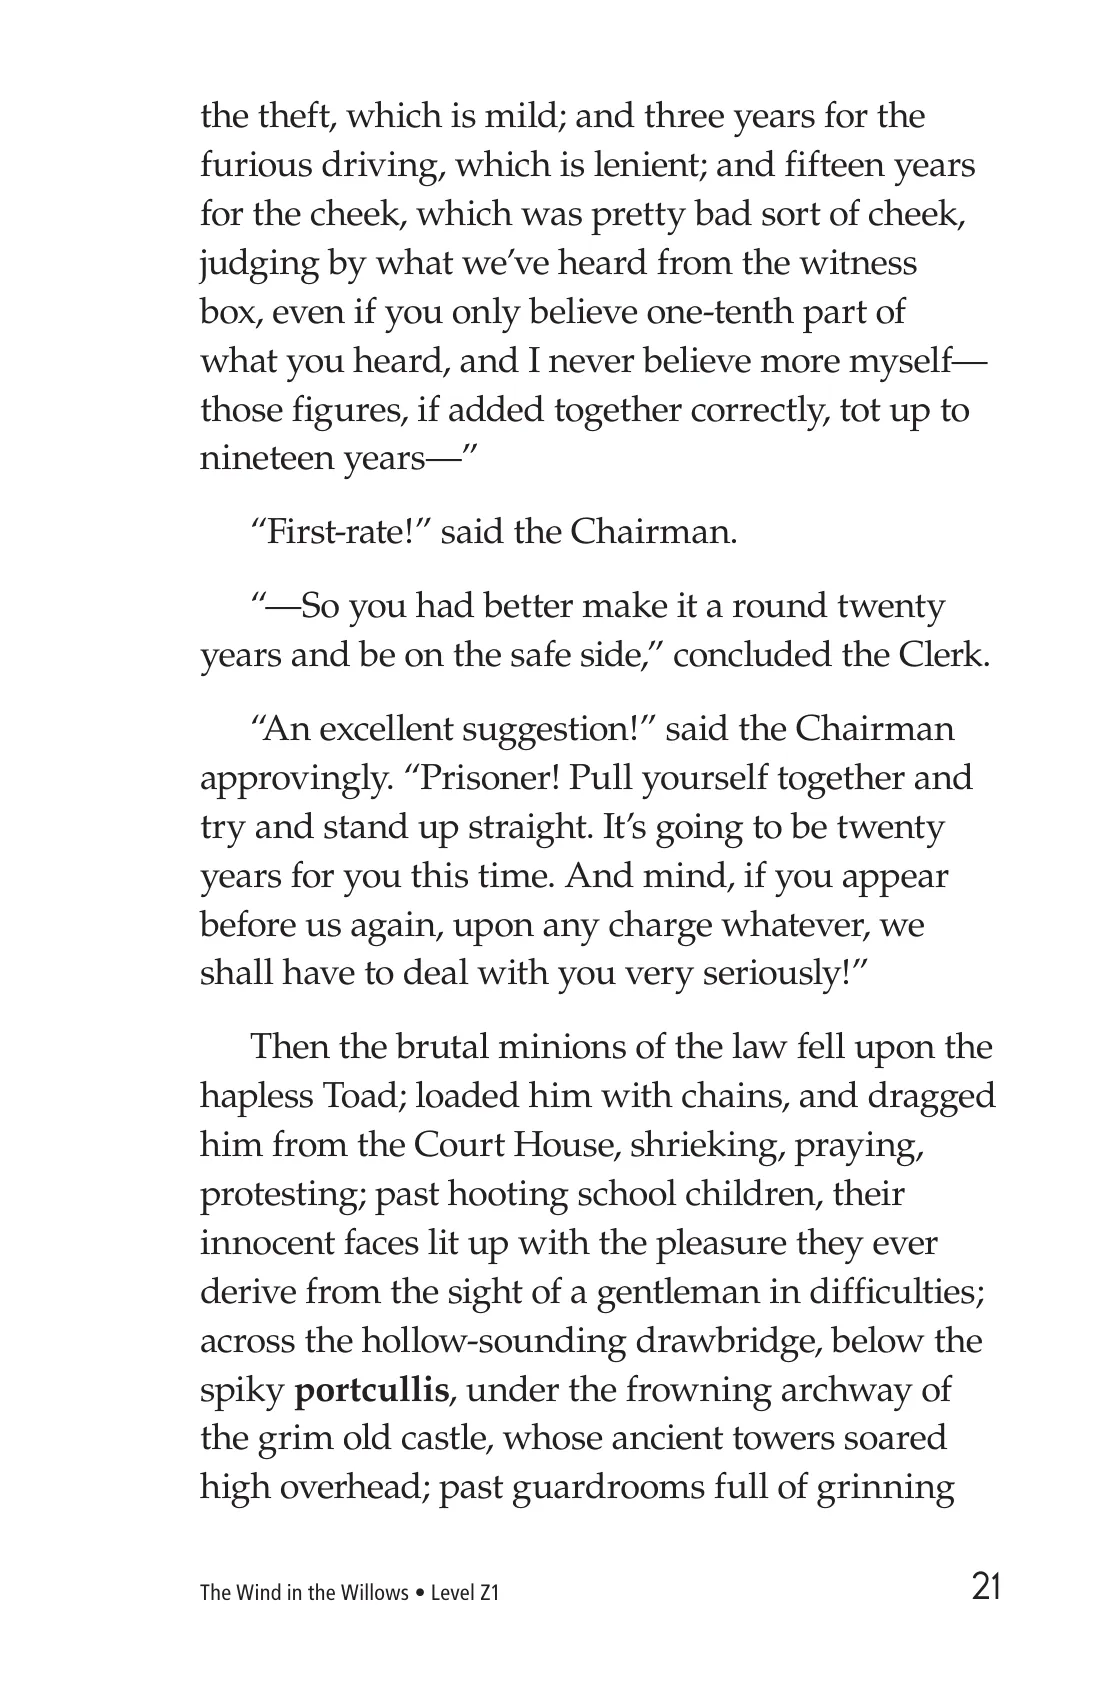 the theft, which is mild; and three years for the
furious driving, which is lenient; and fifteen years
for the cheek, which was pretty bad sort of cheek,
judging by what we’ve heard from the witness
box, even if you only believe one-tenth part of
what you heard, and I never believe more myself—
those figures, if added together correctly, tot up to
nineteen years—”
“First-rate!” said the Chairman.
“—So you had better make it a round twenty
years and be on the safe side,” concluded the Clerk.
“An excellent suggestion!” said the Chairman
approvingly. “Prisoner! Pull yourself together and
try and stand up straight. It’s going to be twenty
years for you this time. And mind, if you appear
before us again, upon any charge whatever, we
shall have to deal with you very seriously!”
Then the brutal minions of the law fell upon the
hapless Toad; loaded him with chains, and dragged
him from the Court House, shrieking, praying,
protesting; past hooting school children, their
innocent faces lit up with the pleasure they ever
derive from the sight of a gentleman in difficulties;
across the hollow-sounding drawbridge, below the
spiky portcullis, under the frowning archway of
the grim old castle, whose ancient towers soared
high overhead; past guardrooms full of grinning
The Wind in the Willows • Level Z1
21